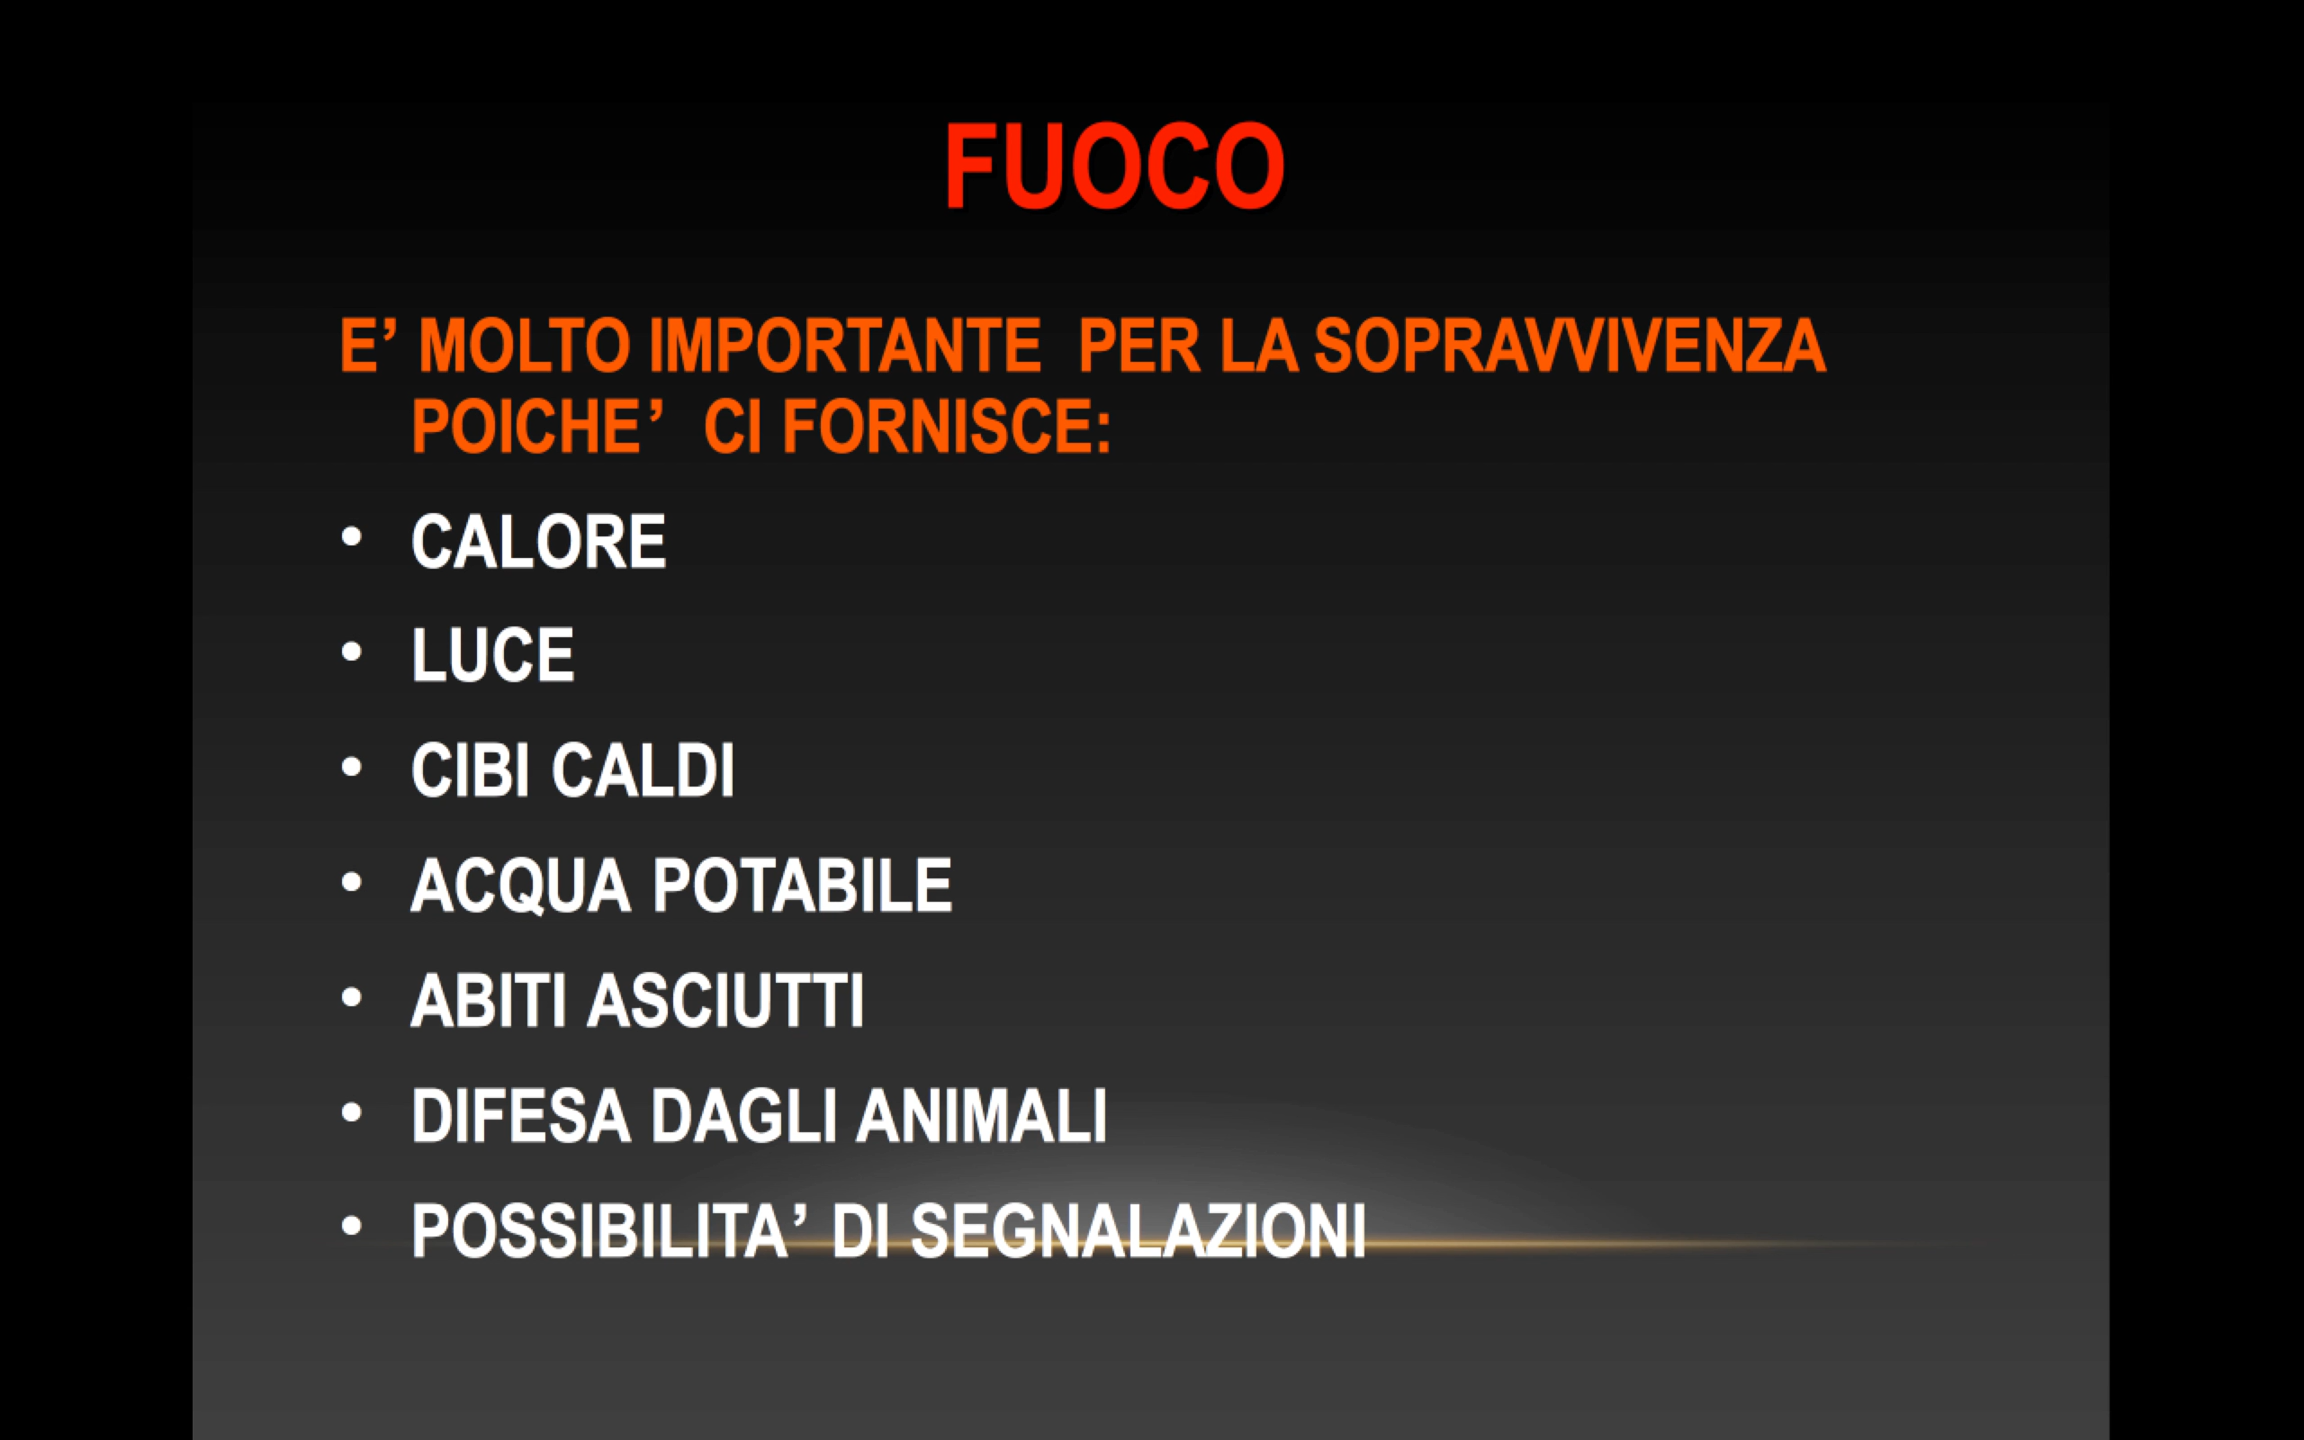 FUOCO
E’ MOLTO IMPORTANTE  PER LA SOPRAVVIVENZA
POICHE’  CI FORNISCE:
• CALORE
• LUCE
• CIBI CALDI
• ACQUA POTABILE
• ABITI ASCIUTTI
• DIFESA DAGLI ANIMALI
• POSSIBILITA’ DI SEGNALAZIONI